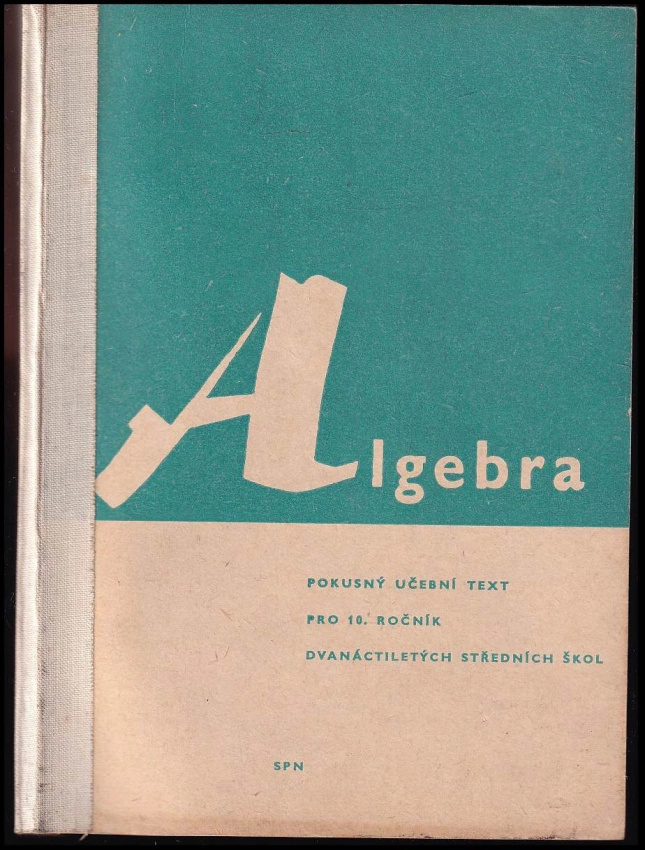 Algebra
POKUSNÝ UČEBNÍ TEXT
PRO 10. ROČNÍK
DVANÁCTILETÝCH STŘEDNÍCH ŠKOL
SPN